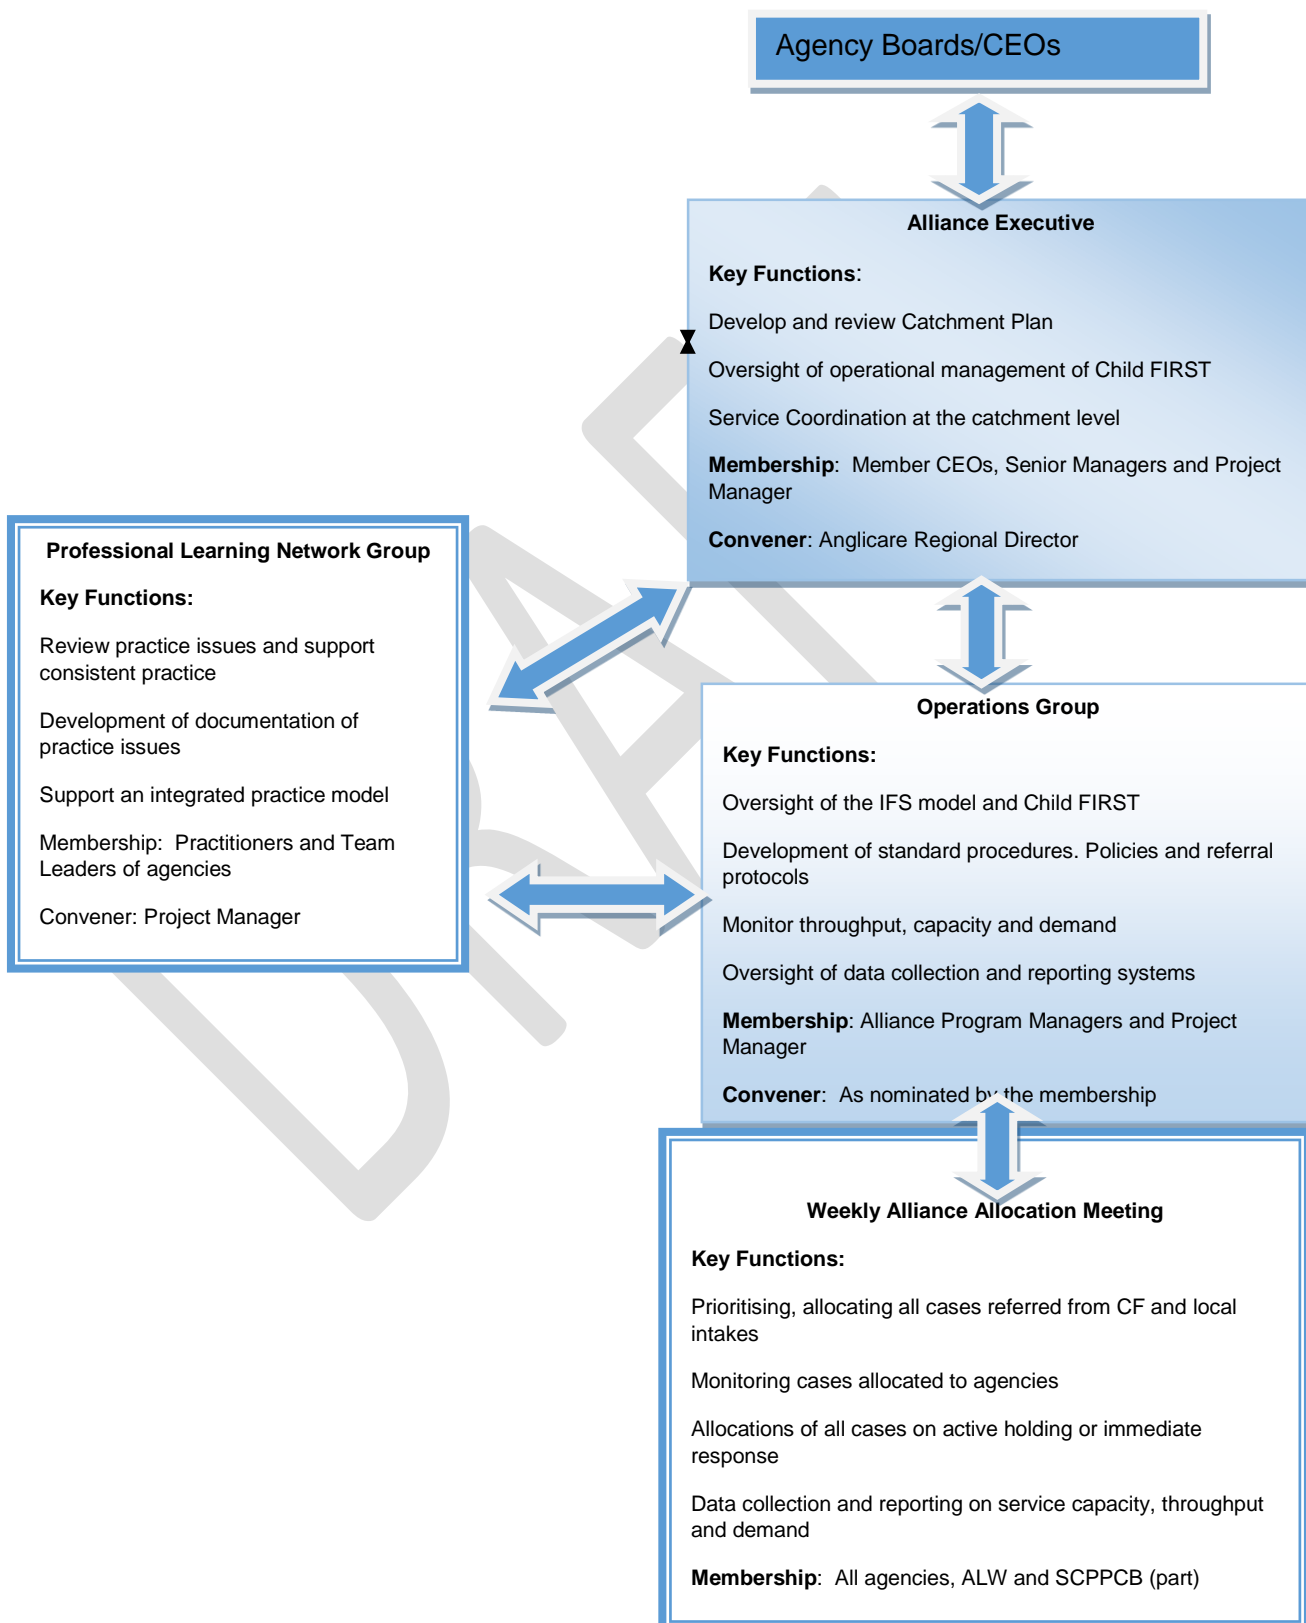 Agency Boards/CEOs
Alliance Executive
Key Functions:
Develop and review Catchment Plan
Oversight of operational management of Child FIRST
Service Coordination at the catchment level
Membership:  Member CEOs, Senior Managers and Project
Manager
Convener: Anglicare Regional Director
Professional Learning Network Group
Key Functions:
Review practice issues and support
consistent practice
Development of documentation of
practice issues
Support an integrated practice model
Membership:  Practitioners and Team
Leaders of agencies
Convener: Project Manager
Operations Group
Key Functions:
Oversight of the IFS model and Child FIRST
Development of standard procedures. Policies and referral
protocols
Monitor throughput, capacity and demand
Oversight of data collection and reporting systems
Membership: Alliance Program Managers and Project
Manager
Convener:  As nominated by the membership
Weekly Alliance Allocation Meeting
Key Functions:
Prioritising, allocating all cases referred from CF and local
intakes
Monitoring cases allocated to agencies
Allocations of all cases on active holding or immediate
response
Data collection and reporting on service capacity, throughput
and demand
Membership:  All agencies, ALW and SCPPCB (part)